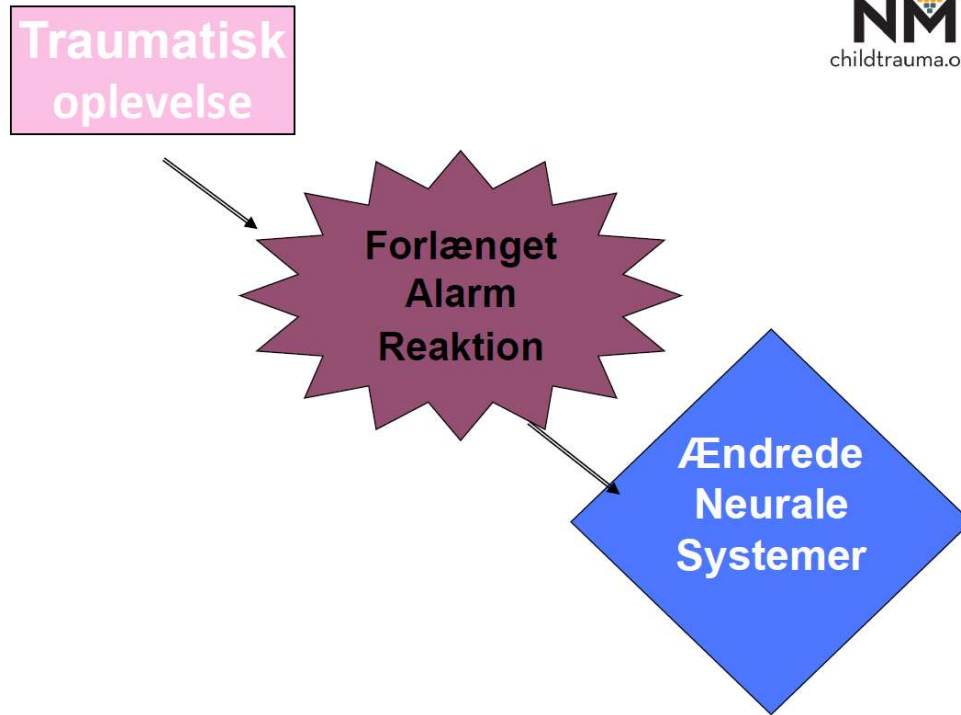 Traumatisk
oplevelse
NM
childtrauma.o
Forlænget
Alarm
Reaktion
Ændrede
Neurale
Systemer